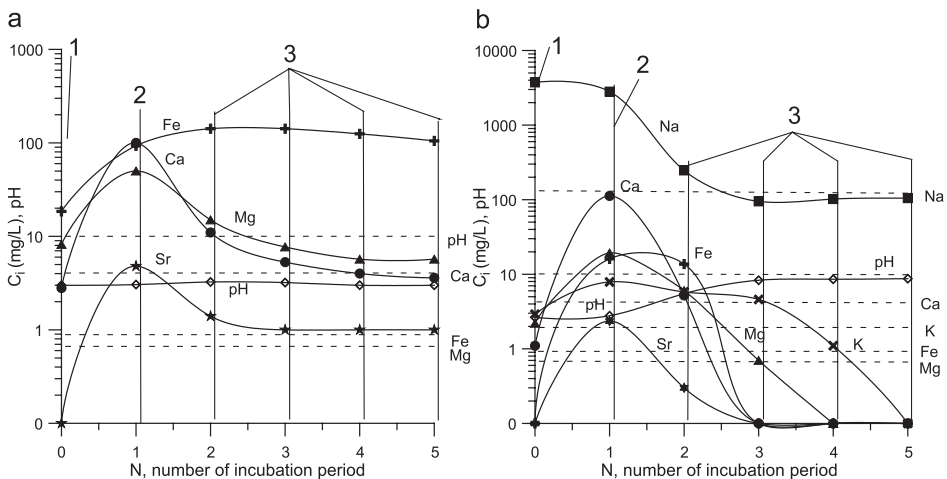 a
1000
100
10
1
0
C_i (mg/L), pH
1
2
3
Fe
Ca
Mg
Sr
pH
pH
Ca
Fe
Mg
0 1 2 3 4 5
N, number of incubation period
b
10000
1000
100
10
1
0
C_i (mg/L), pH
1
2
3
Na
Ca
Fe
pH
pH
Sr
Mg
K
Na
Ca
K
Fe
Mg
0 1 2 3 4 5
N, number of incubation period